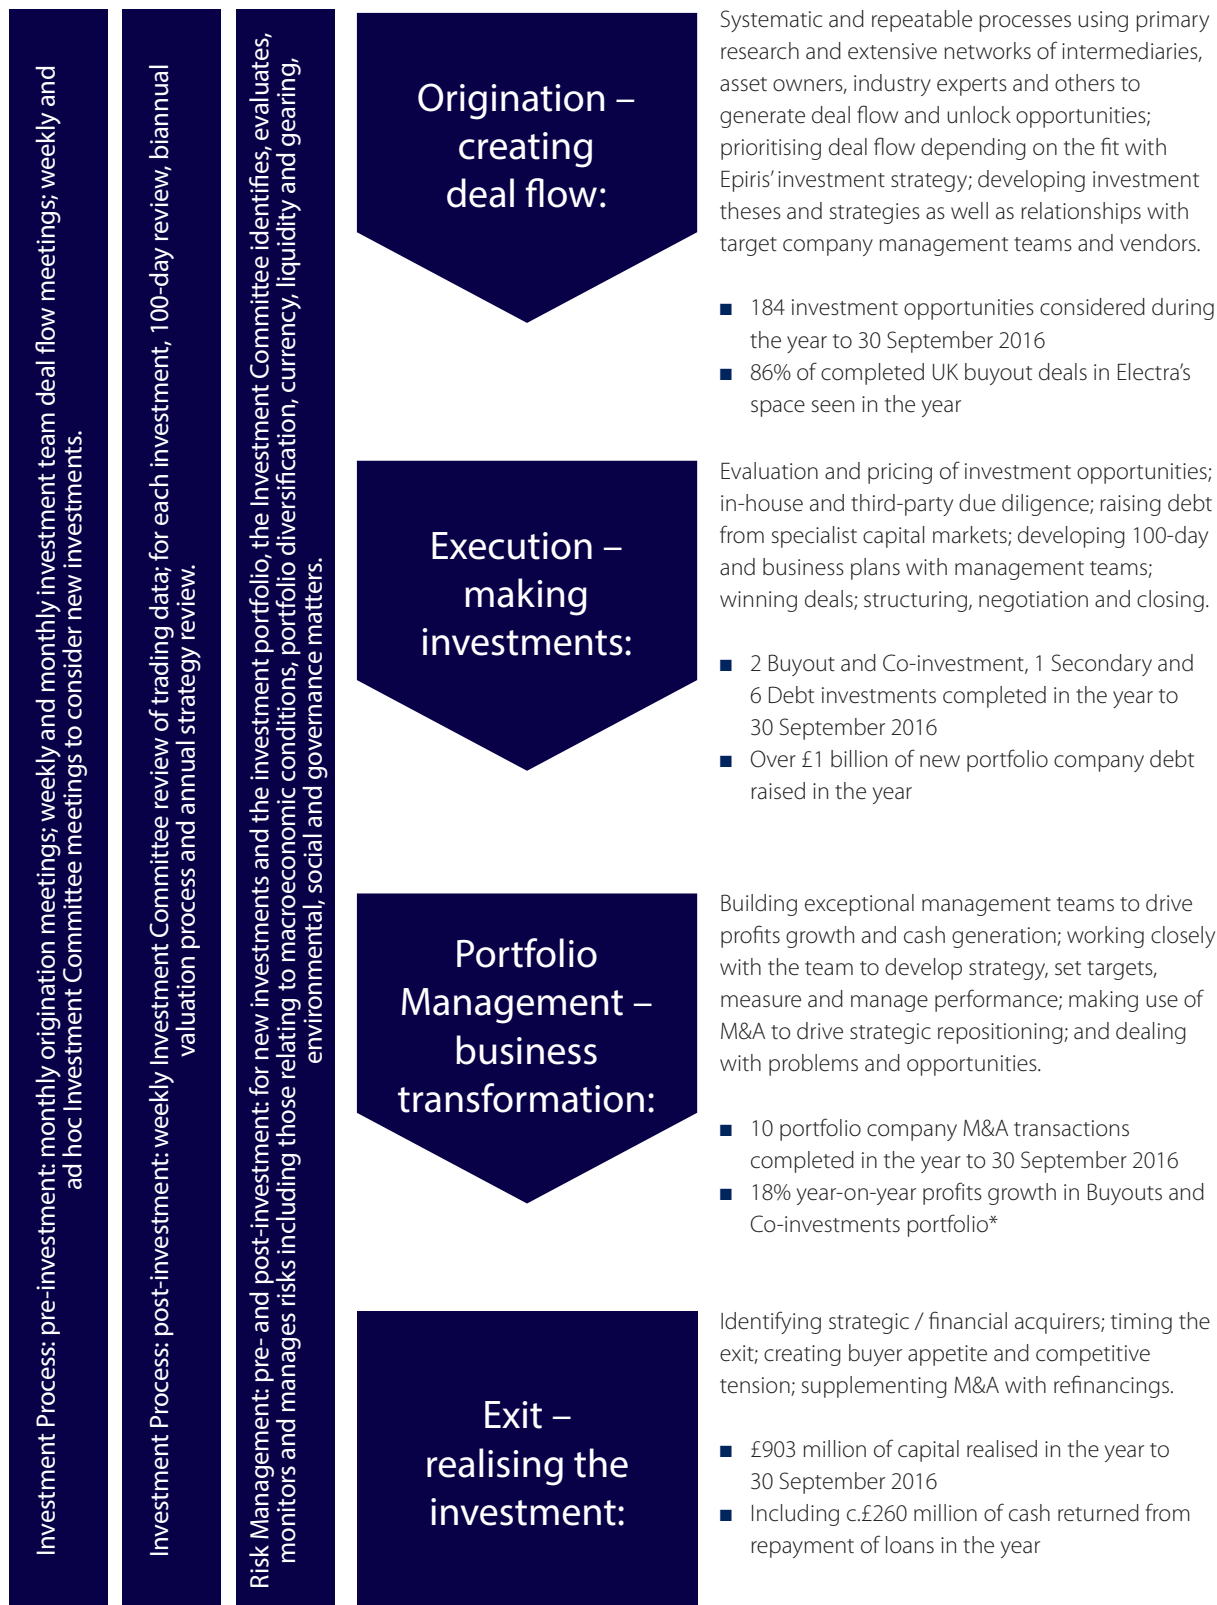 Investment Process: pre-investment: monthly origination meetings; weekly and monthly investment team deal flow meetings; weekly and
ad hoc Investment Committee meetings to consider new investments.
Investment Process: post-investment: weekly Investment Committee review of trading data; for each investment, 100-day review, biannual
valuation process and annual strategy review.
Risk Management: pre- and post-investment: for new investments and the investment portfolio, the Investment Committee identifies, evaluates,
monitors and manages risks including those relating to macroeconomic conditions, portfolio diversification, currency, liquidity and gearing,
environmental, social and governance matters.
Origination –
creating
deal flow:
Systematic and repeatable processes using primary
research and extensive networks of intermediaries,
asset owners, industry experts and others to
generate deal flow and unlock opportunities;
prioritising deal flow depending on the fit with
Epiris’ investment strategy; developing investment
theses and strategies as well as relationships with
target company management teams and vendors.
■ 184 investment opportunities considered during
the year to 30 September 2016
■ 86% of completed UK buyout deals in Electra’s
space seen in the year
Execution –
making
investments:
Evaluation and pricing of investment opportunities;
in-house and third-party due diligence; raising debt
from specialist capital markets; developing 100-day
and business plans with management teams;
winning deals; structuring, negotiation and closing.
■ 2 Buyout and Co-investment, 1 Secondary and
6 Debt investments completed in the year to
30 September 2016
■ Over £1 billion of new portfolio company debt
raised in the year
Portfolio
Management –
business
transformation:
Building exceptional management teams to drive
profits growth and cash generation; working closely
with the team to develop strategy, set targets,
measure and manage performance; making use of
M&A to drive strategic repositioning; and dealing
with problems and opportunities.
■ 10 portfolio company M&A transactions
completed in the year to 30 September 2016
■ 18% year-on-year profits growth in Buyouts and
Co-investments portfolio*
Exit –
realising the
investment:
Identifying strategic / financial acquirers; timing the
exit; creating buyer appetite and competitive
tension; supplementing M&A with refinancings.
■ £903 million of capital realised in the year to
30 September 2016
■ Including c.£260 million of cash returned from
repayment of loans in the year